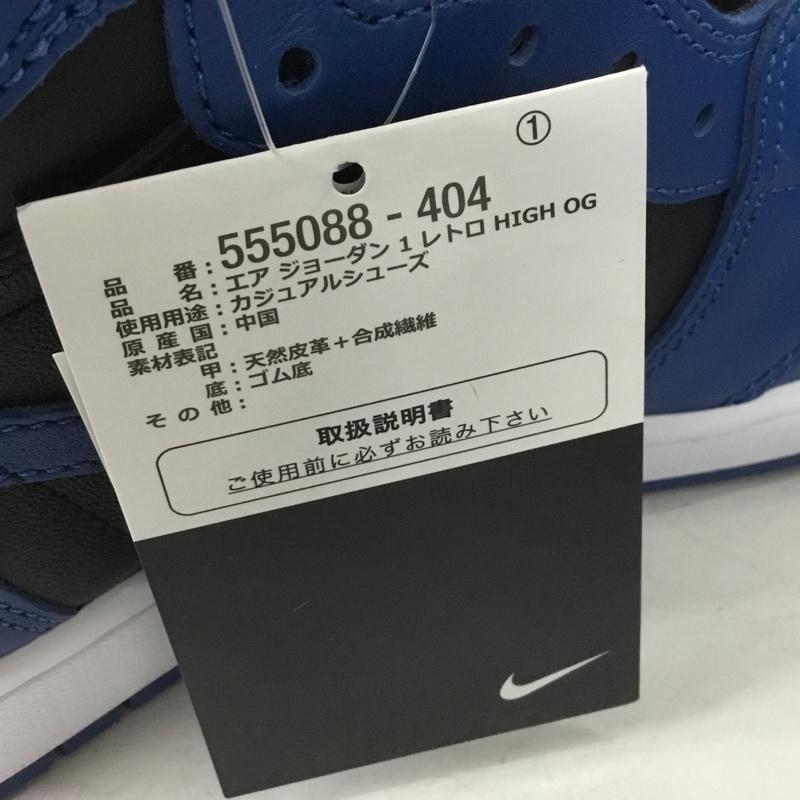 ①
品番：555088 - 404
品名：エア ジョーダン 1 レトロ HIGH OG
使用用途：カジュアルシューズ
原産国：中国
素材表記
甲：天然皮革＋合成繊維
底：ゴム底
その他：
取扱説明書
ご使用前に必ずお読み下さい